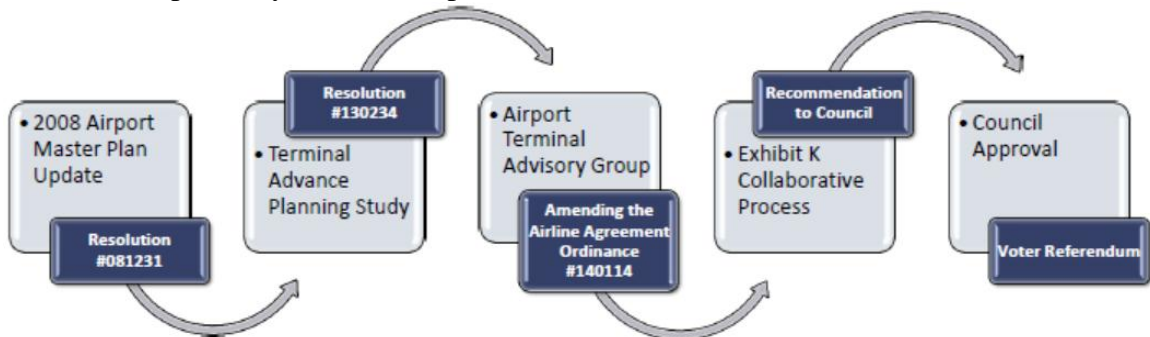 • 2008 Airport
Master Plan
Update
Resolution
#081231
Resolution
#130234
• Terminal
Advance
Planning Study
• Airport
Terminal
Advisory Group
Amending the
Airline Agreement
Ordinance
#140114
Recommendation
to Council
• Exhibit K
Collaborative
Process
• Council
Approval
Voter Referendum